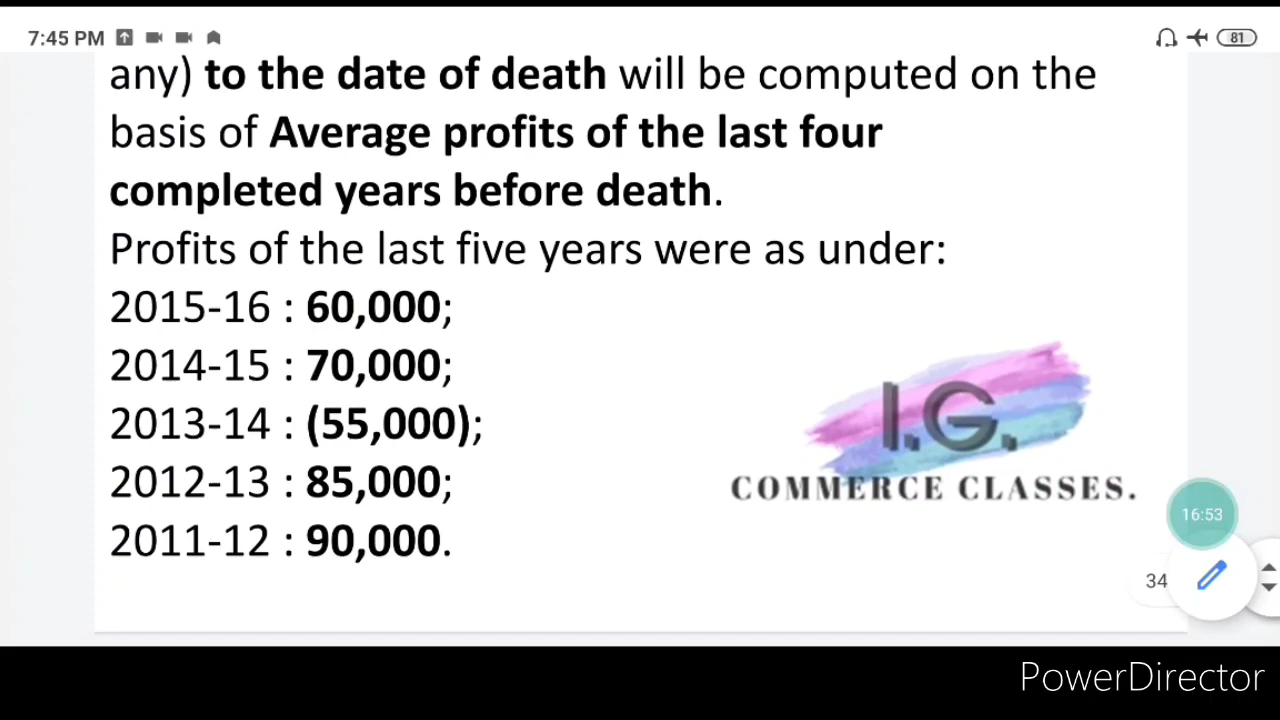 7:45 PM
81
any) to the date of death will be computed on the
basis of Average profits of the last four
completed years before death.
Profits of the last five years were as under:
2015-16 : 60,000;
2014-15 : 70,000;
2013-14 : (55,000);
2012-13 : 85,000;
2011-12 : 90,000.
I.G.
COMMERCE CLASSES.
16:53
34
PowerDirector